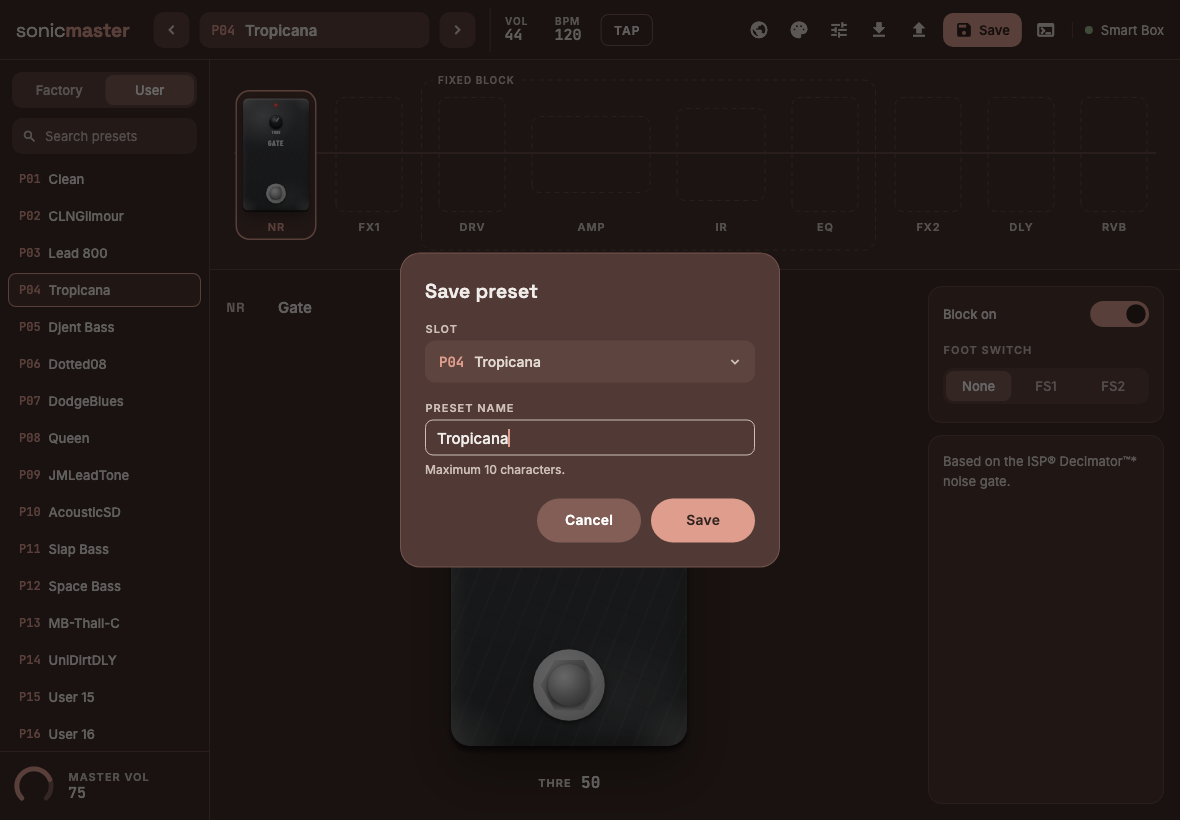 sonicmaster
P04 Tropicana
VOL
44
BPM
120
TAP
Save
Smart Box
Factory
User
Search presets
P01 Clean
P02 CLNGilmour
P03 Lead 800
P04 Tropicana
P05 Djent Bass
P06 Dotted08
P07 DodgeBlues
P08 Queen
P09 JMLeadTone
P10 AcousticSD
P11 Slap Bass
P12 Space Bass
P13 MB-Thall-C
P14 UniDirtDLY
P15 User 15
P16 User 16
MASTER VOL
75
FIXED BLOCK
THRE
GATE
NR
FX1
DRV
AMP
IR
EQ
FX2
DLY
RVB
NR Gate
Save preset
SLOT
P04 Tropicana
PRESET NAME
Tropicana
Maximum 10 characters.
Cancel
Save
THRE 50
Block on
FOOT SWITCH
None
FS1
FS2
Based on the ISP® Decimator™*
noise gate.